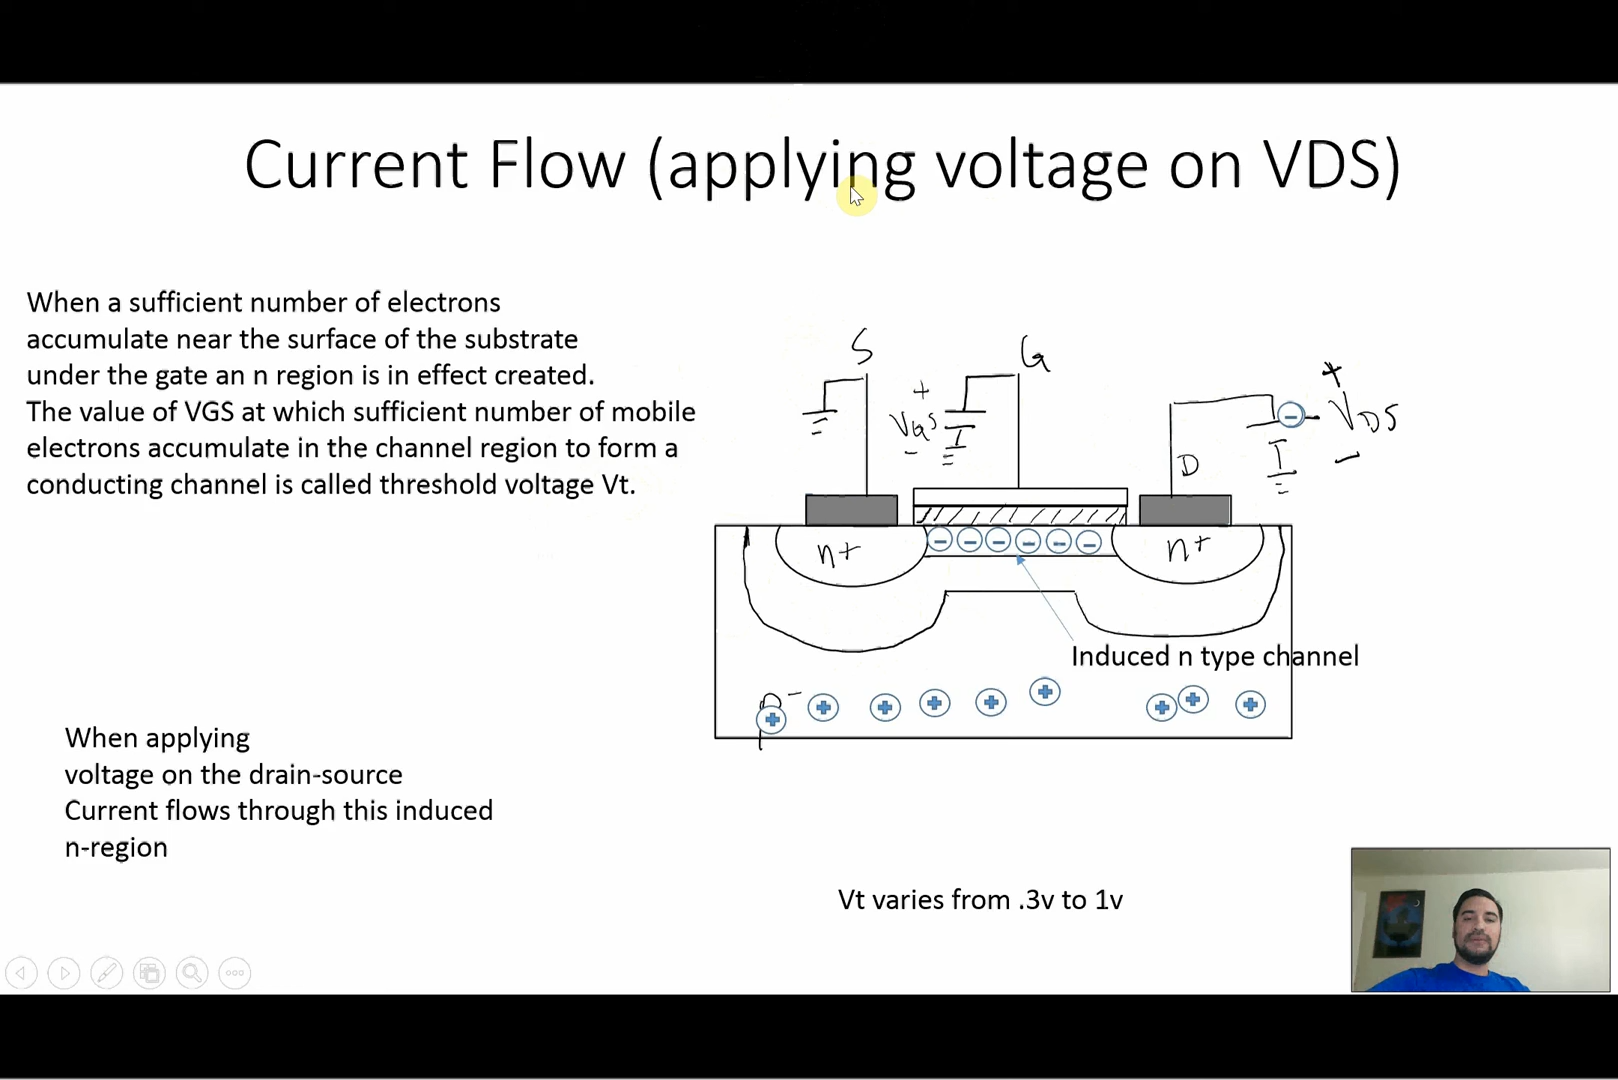 Current Flow (applying voltage on VDS)
When a sufficient number of electrons
accumulate near the surface of the substrate
under the gate an n region is in effect created.
The value of VGS at which sufficient number of mobile
electrons accumulate in the channel region to form a
conducting channel is called threshold voltage Vt.
S
G
+
VGS
-
+
VDS
-
D
n+
n+
Induced n type channel
p-
When applying
voltage on the drain-source
Current flows through this induced
n-region
Vt varies from .3v to 1v